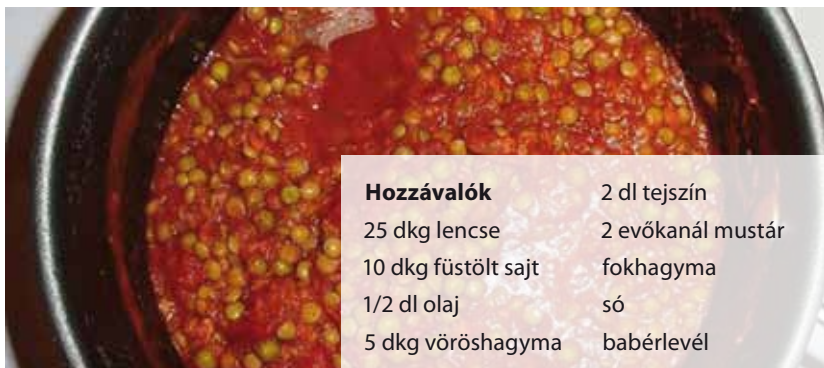 Hozzávalók
25 dkg lencse
10 dkg füstölt sajt
1/2 dl olaj
5 dkg vöröshagyma
2 dl tejszín
2 evőkanál mustár
fokhagyma
só
babérlevél